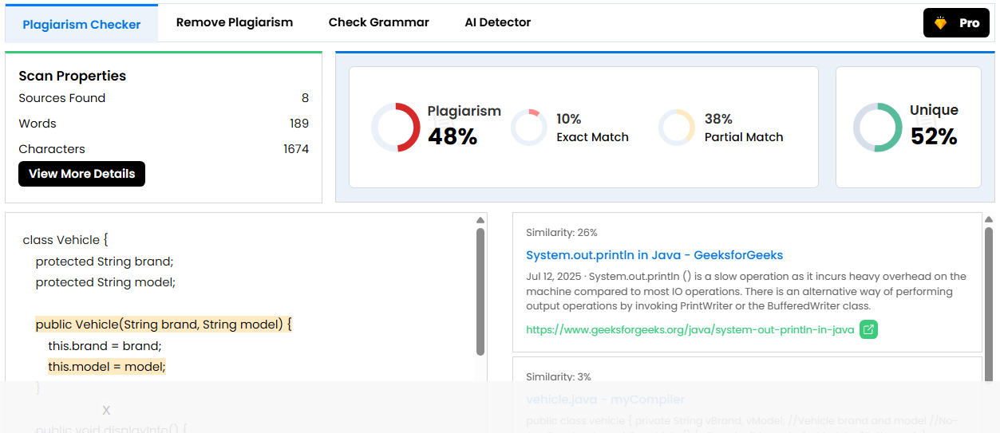 Plagiarism Checker
Remove Plagiarism
Check Grammar
AI Detector
Pro
Scan Properties
Sources Found 8
Words 189
Characters 1674
View More Details
Plagiarism
48%
10%
Exact Match
38%
Partial Match
Unique
52%
class Vehicle {
protected String brand;
protected String model;
public Vehicle(String brand, String model) {
this.brand = brand;
this.model = model;
}
X
public void displayInfo() {
Similarity: 26%
System.out.println in Java - GeeksforGeeks
Jul 12, 2025 · System.out.println () is a slow operation as it incurs heavy overhead on the
machine compared to most IO operations. There is an alternative way of performing
output operations by invoking PrintWriter or the BufferedWriter class.
https://www.geeksforgeeks.org/java/system-out-println-in-java
Similarity: 3%
vehicle.java - myCompiler
public class vehicle { private String vBrand, vModel; //Vehicle brand and model //No-